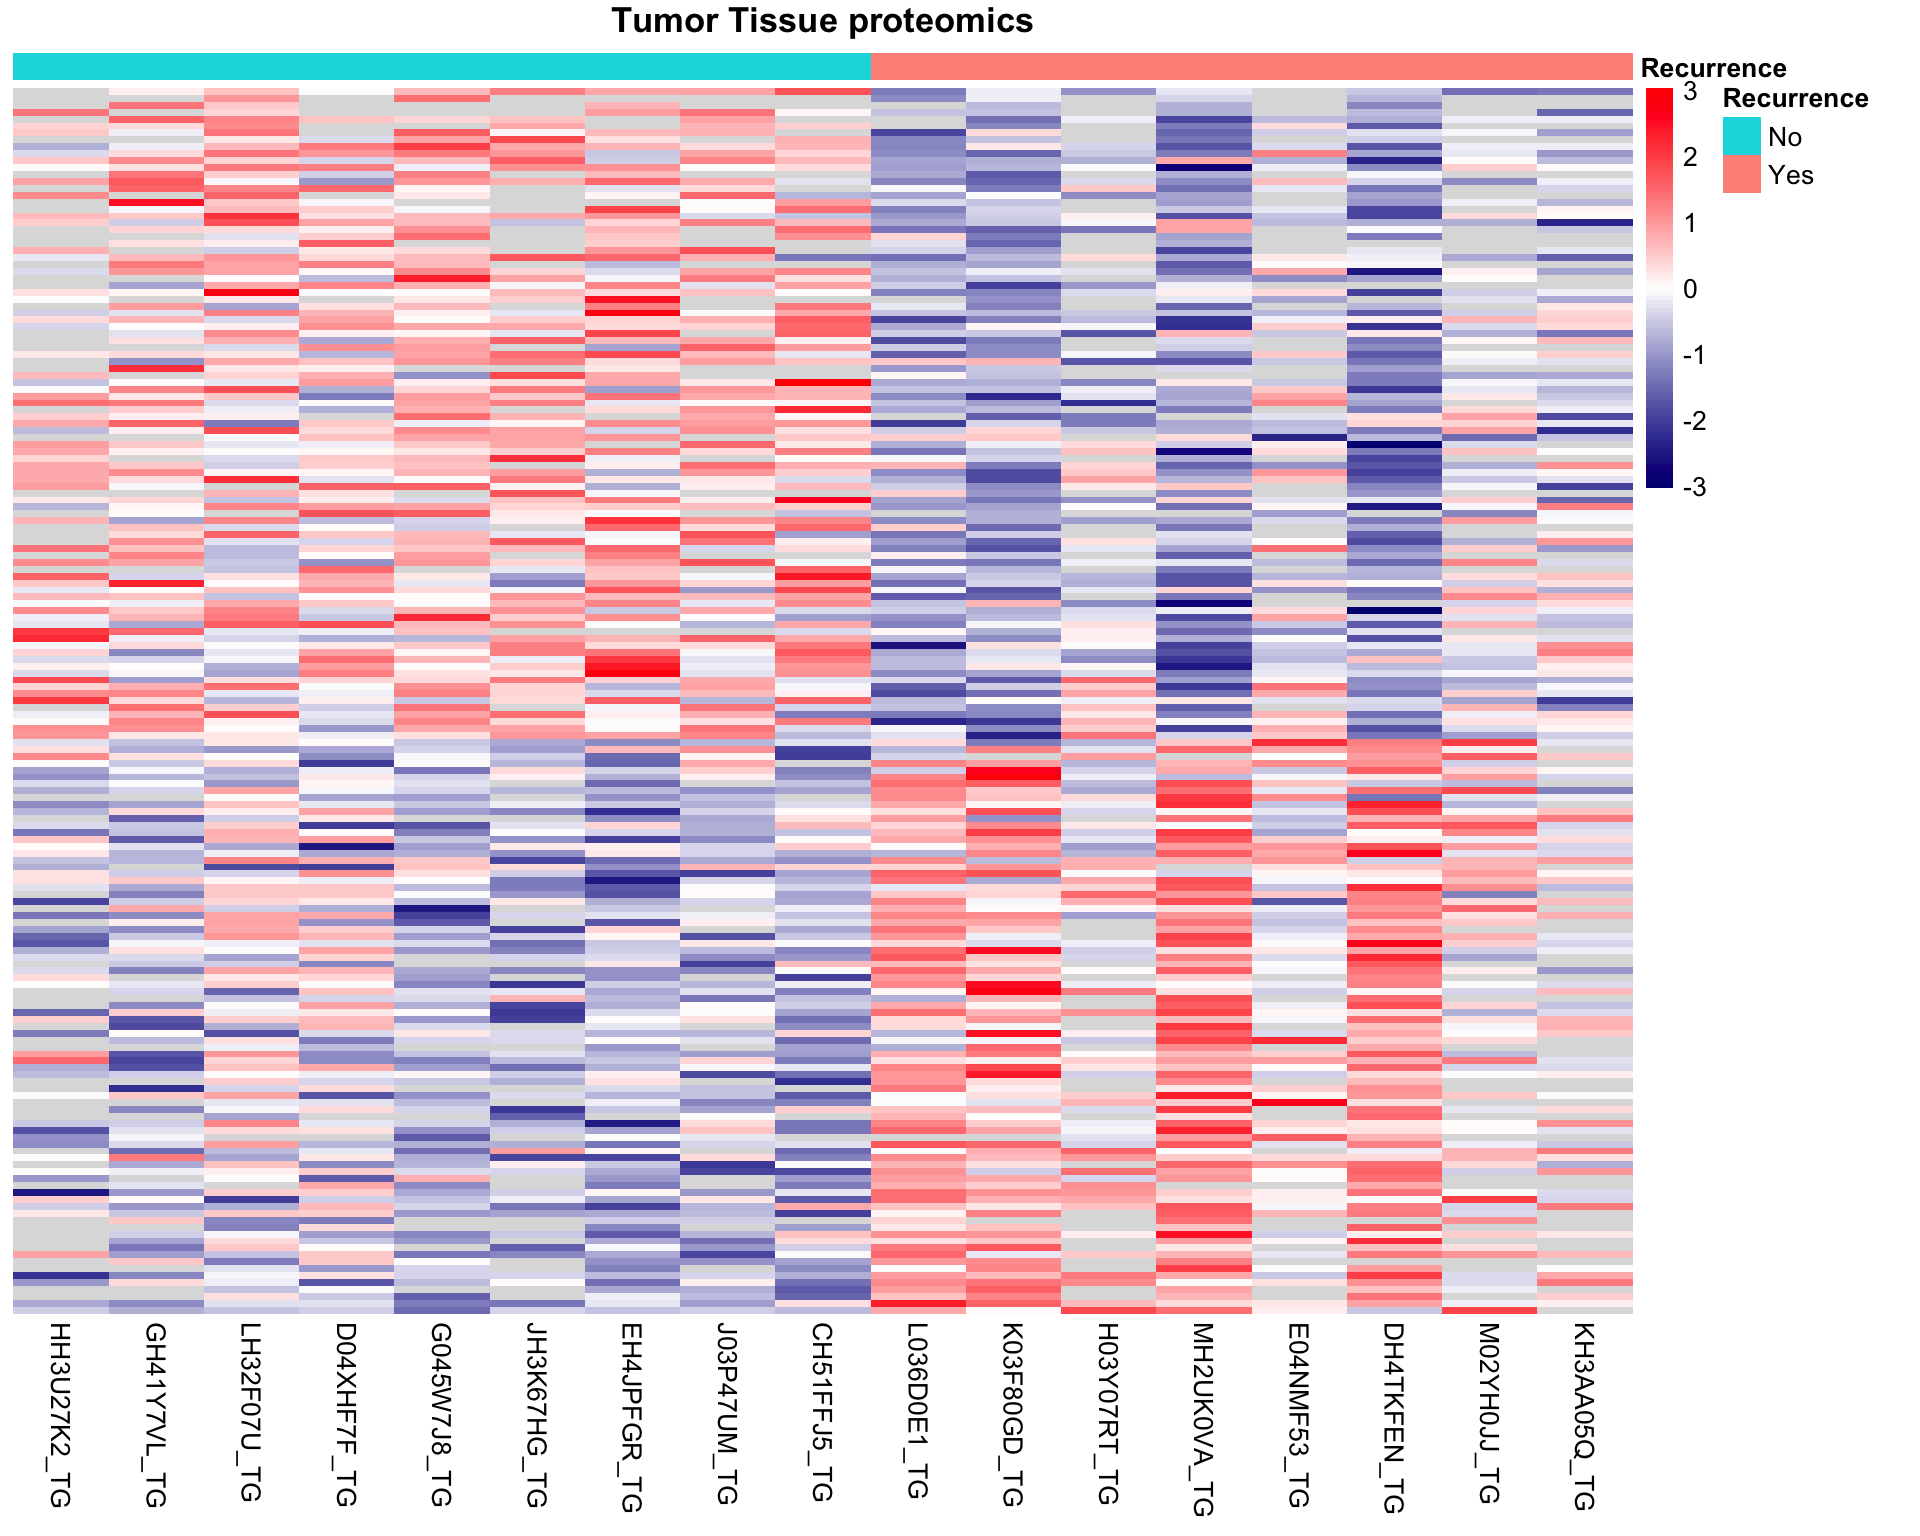 Tumor Tissue proteomics
Recurrence
3
2
1
0
-1
-2
-3
Recurrence
No
Yes
HH3U27K2_TG
GH41Y7VL_TG
LH32F07U_TG
D04XHF7F_TG
G045W7J8_TG
JH3K67HG_TG
EH4JPFGR_TG
J03P47UM_TG
CH51FFJ5_TG
L036D0E1_TG
K03F80GD_TG
H03Y07RT_TG
MH2UK0VA_TG
E04NMF53_TG
DH4TKFEN_TG
M02YH0JJ_TG
KH3AA05Q_TG